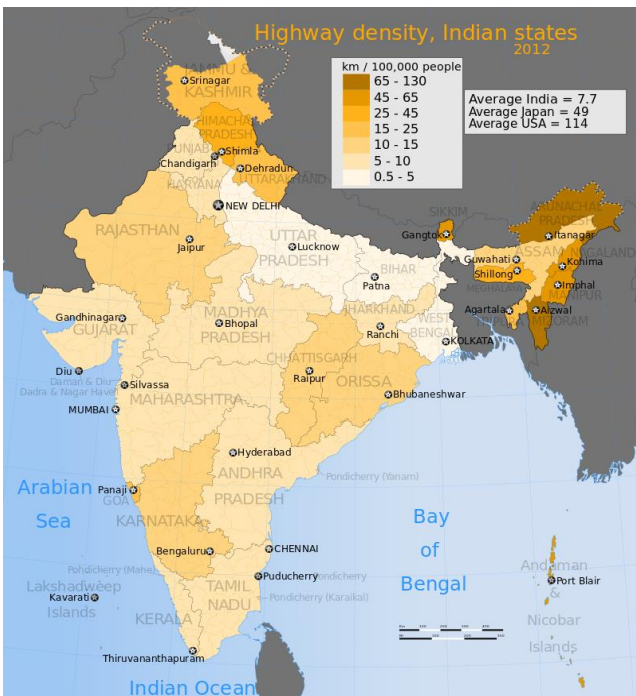 Highway density, Indian states
2012
km / 100,000 people
65 - 130
45 - 65
25 - 45
15 - 25
10 - 15
5 - 10
0.5 - 5
Average India = 7.7
Average Japan = 49
Average USA = 114
JAMMU &
KASHMIR
Srinagar
HIMACHAL
PRADESH
Shimla
PUNJAB
Chandigarh
Dehradun
UTTARAKHAND
HARYANA
NEW DELHI
RAJASTHAN
Jaipur
UTTAR
PRADESH
Lucknow
BIHAR
Patna
SIKKIM
Gangtok
ARUNACHAL
PRADESH
Itanagar
ASSAM
NAGALAND
Guwahati
Kohima
Shillong
MEGHALAYA
Imphal
MANIPUR
Agartala
Aizwal
TRIPURA
MIZORAM
Gandhinagar
GUJARAT
MADHYA
PRADESH
Bhopal
JHARKHAND
Ranchi
WEST
BENGAL
KOLKATA
CHHATTISGARH
Raipur
ORISSA
Bhubaneshwar
Diu
Daman & Diu
Dadra & Nagar Haveli
Silvassa
MUMBAI
MAHARASHTRA
Hyderabad
ANDHRA
PRADESH
Pondicherry (Yanam)
Arabian
Sea
Panaji
GOA
KARNATAKA
Bengaluru
CHENNAI
Pondicherry (Mahe)
Puducherry
Pondicherry
Pondicherry (Karaikal)
Lakshadweep
Islands
Kavarati
TAMIL
NADU
KERALA
Thiruvananthapuram
Indian Ocean
Bay
of
Bengal
Andaman
&
Nicobar
Islands
Port Blair